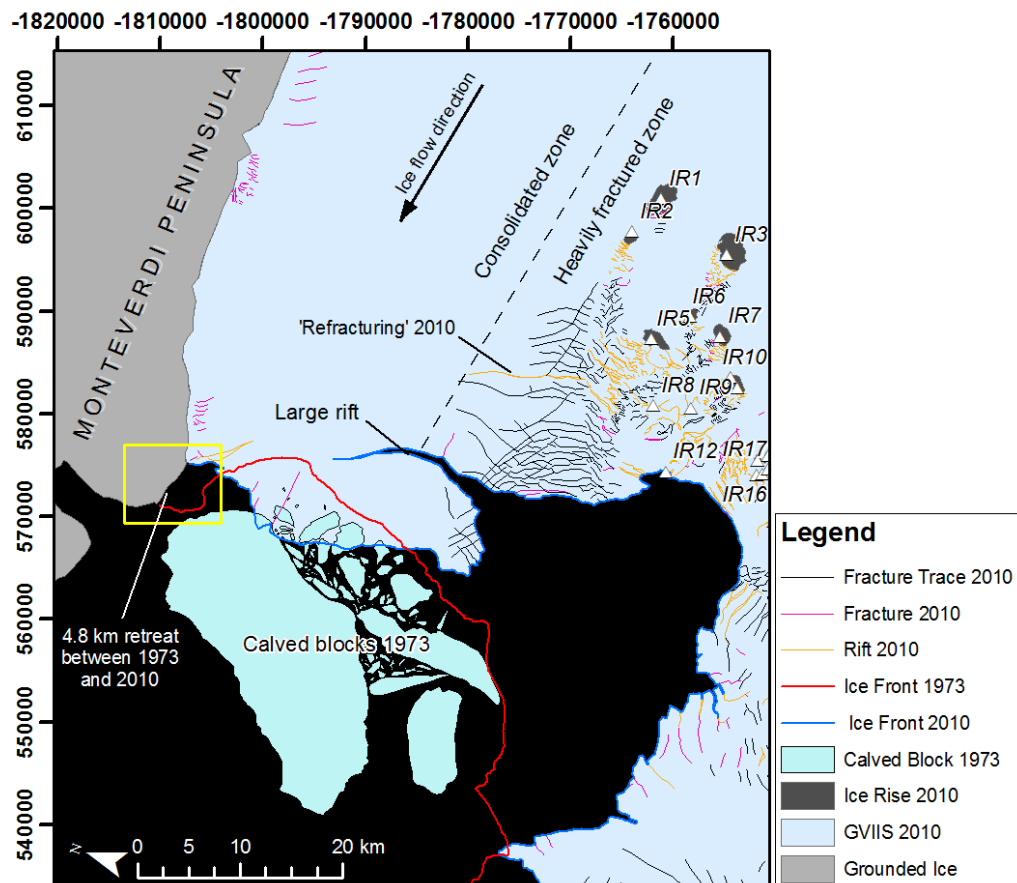 -1820000 -1810000 -1800000 -1790000 -1780000 -1770000 -1760000
610000
600000
590000
580000
570000
560000
550000
540000
MONTEVERDI PENINSULA
Ice flow direction
Consolidated zone
Heavily fractured zone
IR1
IR2
IR3
IR6
IR5
IR7
'Refracturing' 2010
IR10
IR8
IR9
Large rift
IR12
IR17
IR16
4.8 km retreat
between 1973
and 2010
Calved blocks 1973
N
0 5 10 20 km
Legend
Fracture Trace 2010
Fracture 2010
Rift 2010
Ice Front 1973
Ice Front 2010
Calved Block 1973
Ice Rise 2010
GVIIS 2010
Grounded Ice